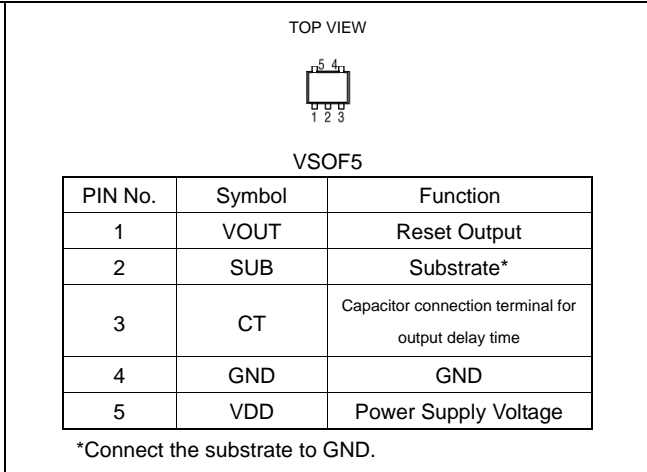 TOP VIEW
5 4
1 2 3
VSOF5
PIN No. Symbol Function
1 VOUT Reset Output
2 SUB Substrate*
3 CT Capacitor connection terminal for
output delay time
4 GND GND
5 VDD Power Supply Voltage
*Connect the substrate to GND.